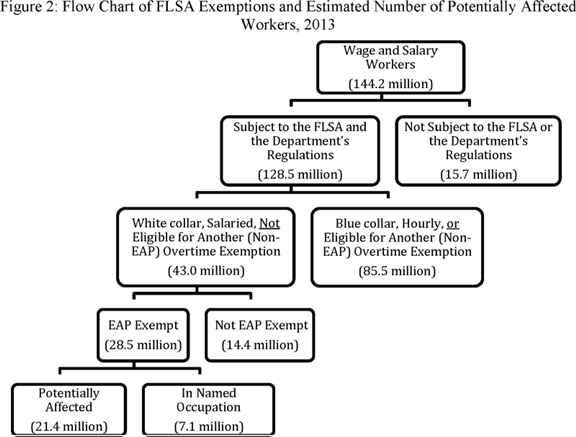 Figure 2: Flow Chart of FLSA Exemptions and Estimated Number of Potentially Affected
Workers, 2013
Wage and Salary
Workers
(144.2 million)
Subject to the FLSA and
the Department's
Regulations
(128.5 million)
Not Subject to the FLSA or
the Department's
Regulations
(15.7 million)
White collar, Salaried, Not
Eligible for Another (Non-
EAP) Overtime Exemption
(43.0 million)
Blue collar, Hourly, or
Eligible for Another (Non-
EAP) Overtime Exemption
(85.5 million)
EAP Exempt
(28.5 million)
Not EAP Exempt
(14.4 million)
Potentially
Affected
(21.4 million)
In Named
Occupation
(7.1 million)